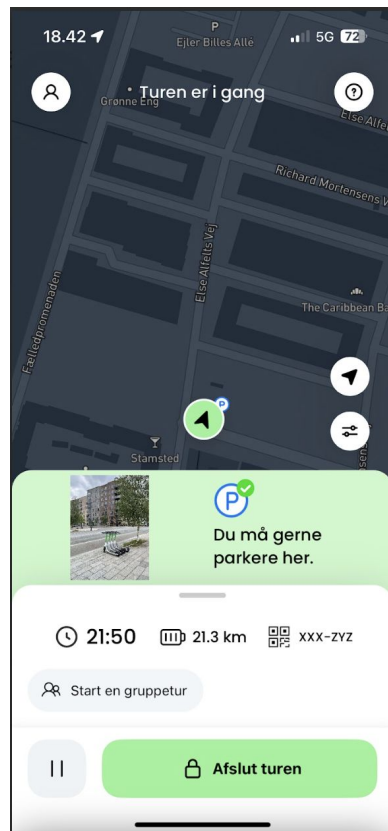 18.42
5G 72
P
Ejler Billes Allé
Turen er i gang
Grønne Eng
Else Alfe
Richard Mortensens V
Else Alfelts Vej
The Caribbean Ba
Fælledpromenaden
P
Stamsted
P
Du må gerne
parkere her.
21:50
21.3 km
xxx-zyz
Start en gruppetur
Afslut turen